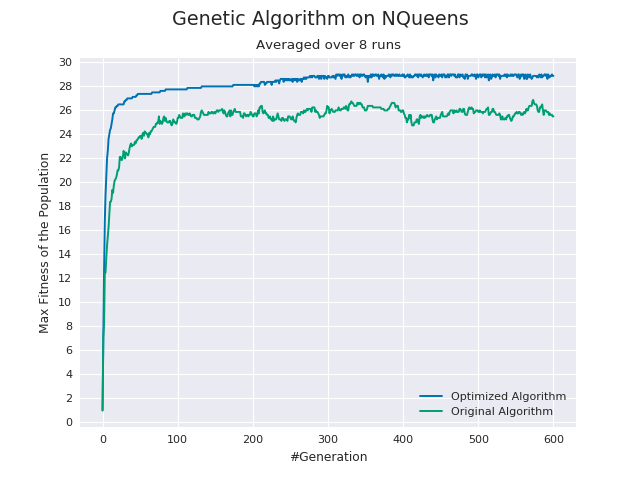 Genetic Algorithm on NQueens
Averaged over 8 runs
Max Fitness of the Population
30
28
26
24
22
20
18
16
14
12
10
8
6
4
2
0
0 100 200 300 400 500 600
#Generation
Optimized Algorithm
Original Algorithm